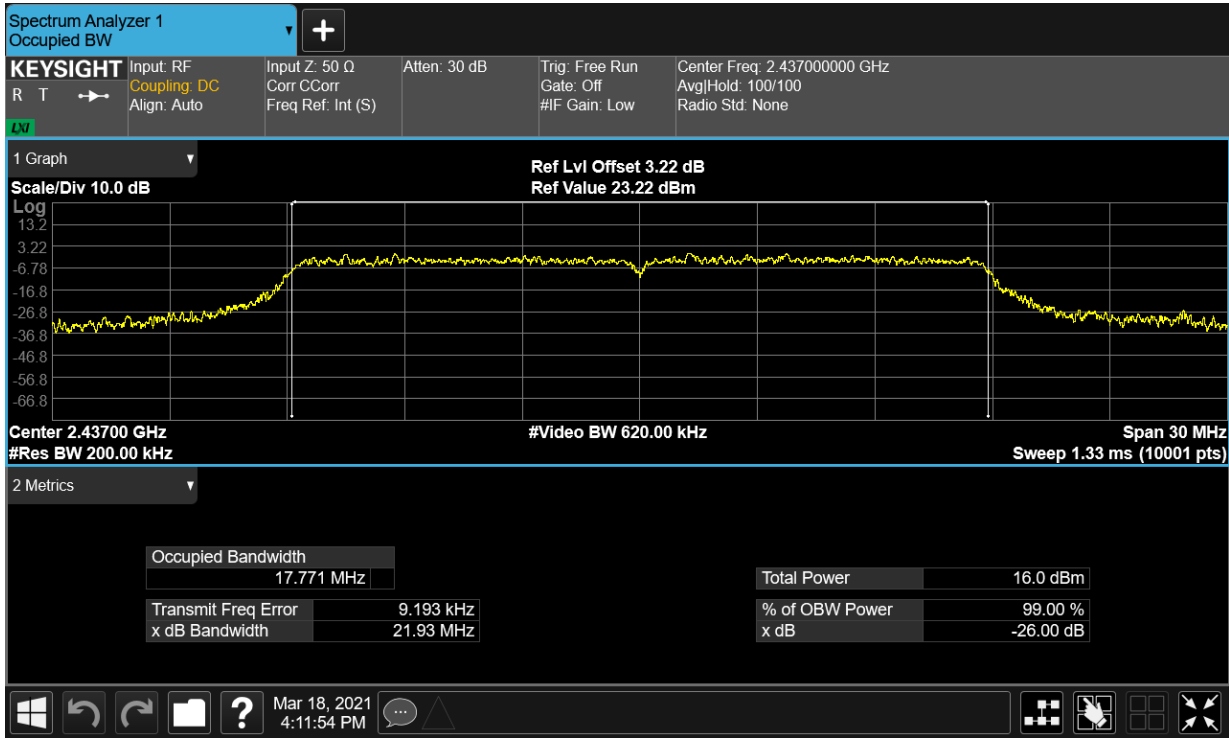 Spectrum Analyzer 1
Occupied BW
▼
+
KEYSIGHT
R T
LXI
Input: RF
Coupling: DC
Align: Auto
Input Z: 50 Ω
Corr CCorr
Freq Ref: Int (S)
Atten: 30 dB
Trig: Free Run
Gate: Off
#IF Gain: Low
Center Freq: 2.437000000 GHz
Avg|Hold: 100/100
Radio Std: None
1 Graph ▼
Scale/Div 10.0 dB
Ref Lvl Offset 3.22 dB
Ref Value 23.22 dBm
Log
13.2
3.22
-6.78
-16.8
-26.8
-36.8
-46.8
-56.8
-66.8
Center 2.43700 GHz
#Res BW 200.00 kHz
#Video BW 620.00 kHz
Span 30 MHz
Sweep 1.33 ms (10001 pts)
2 Metrics ▼
Occupied Bandwidth
17.771 MHz
Transmit Freq Error 9.193 kHz
x dB Bandwidth 21.93 MHz
Total Power 16.0 dBm
% of OBW Power 99.00 %
x dB -26.00 dB
?
Mar 18, 2021
4:11:54 PM